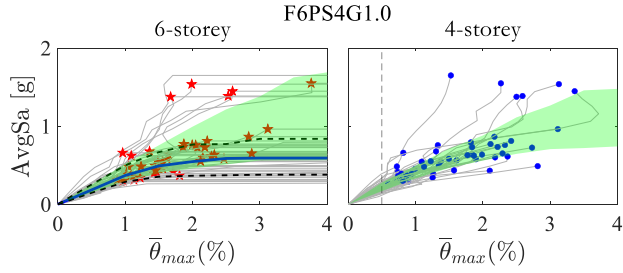 F6PS4G1.0
6-storey
4-storey
AvgSa [g]
2
1
0
0 1 2 3 4
0 1 2 3 4
θ̅max(%)
θ̅max(%)